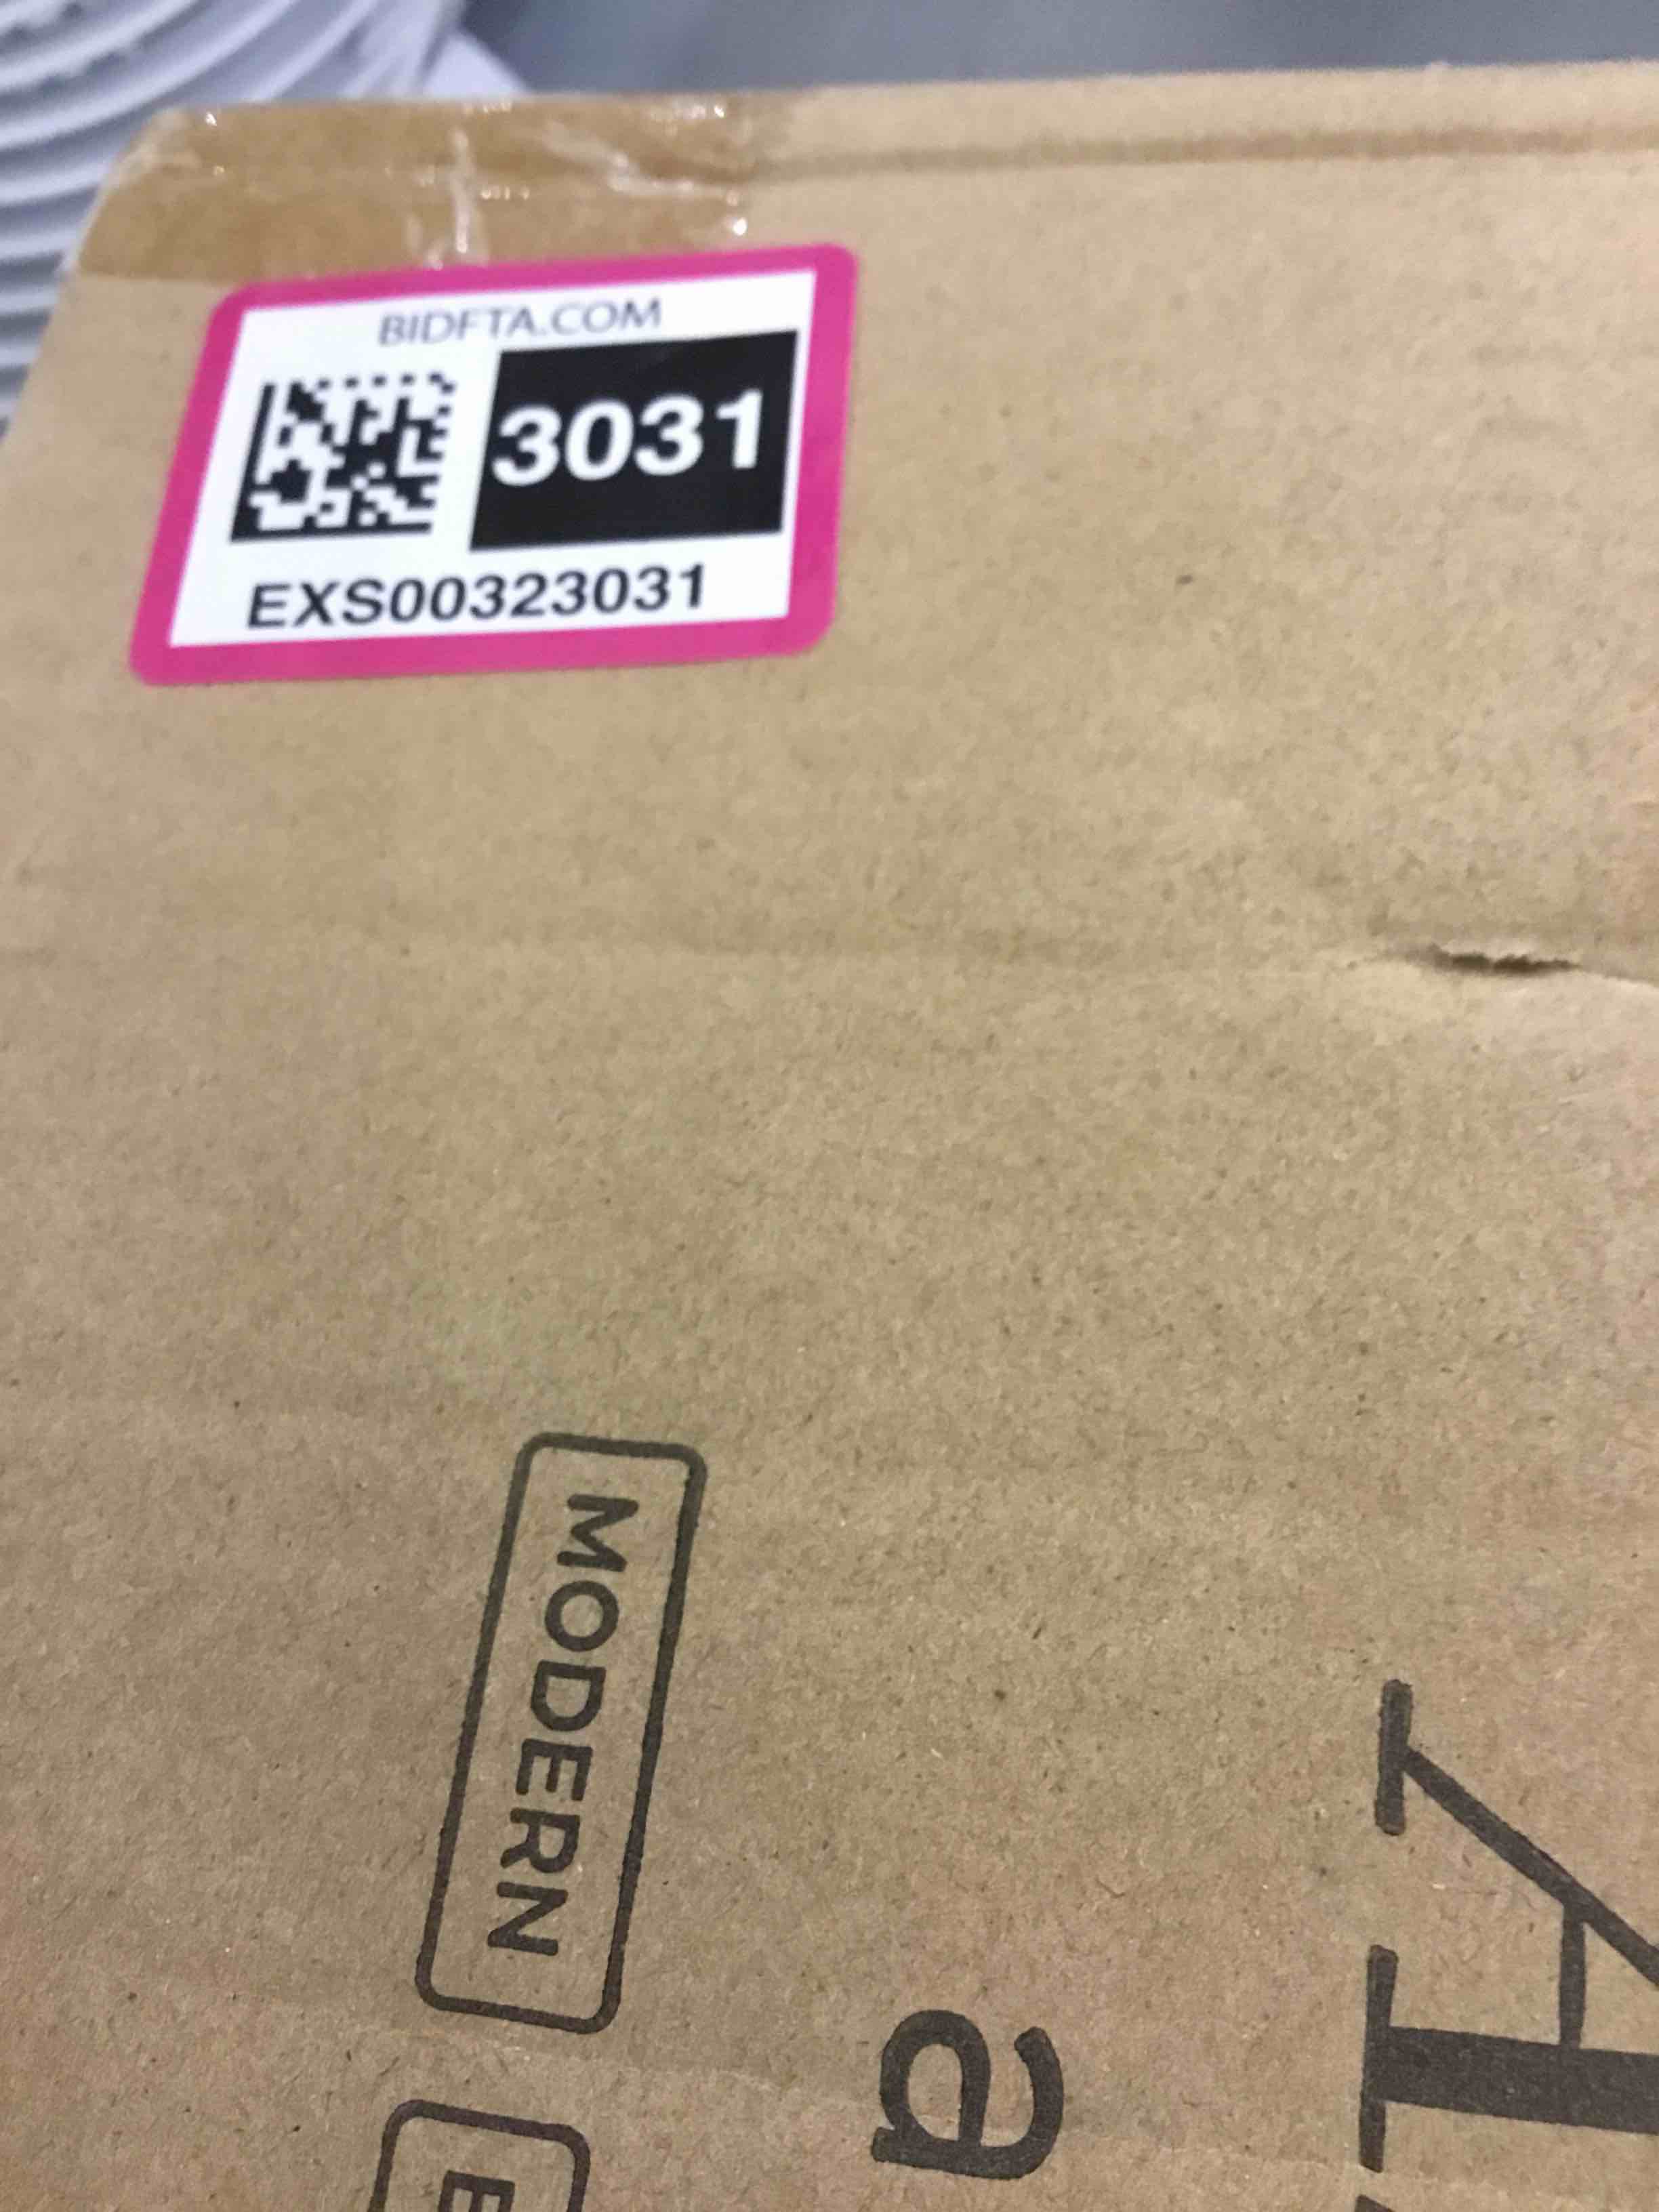 BIDFTA.COM
3031
EXS00323031
MODERN
a
A